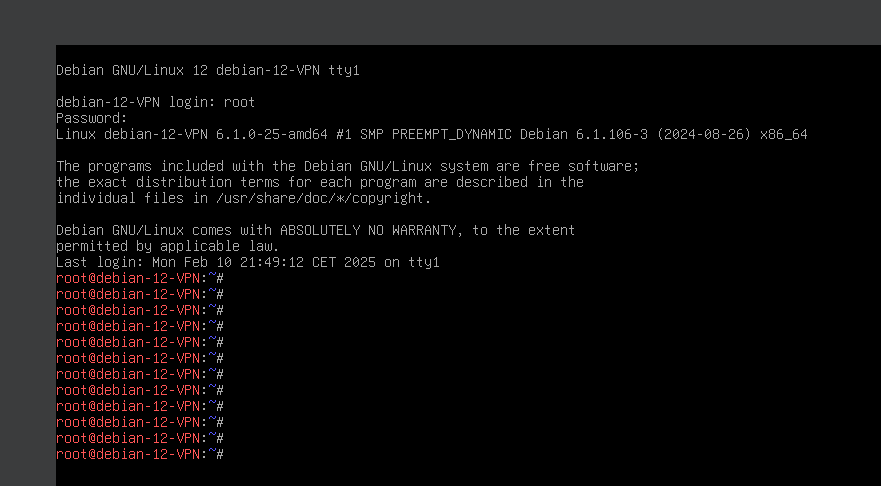 Debian GNU/Linux 12 debian-12-VPN tty1
debian-12-VPN login: root
Password:
Linux debian-12-VPN 6.1.0-25-amd64 #1 SMP PREEMPT_DYNAMIC Debian 6.1.106-3 (2024-08-26) x86_64
The programs included with the Debian GNU/Linux system are free software;
the exact distribution terms for each program are described in the
individual files in /usr/share/doc/*/copyright.
Debian GNU/Linux comes with ABSOLUTELY NO WARRANTY, to the extent
permitted by applicable law.
Last login: Mon Feb 10 21:49:12 CET 2025 on tty1
root@debian-12-VPN:~#
root@debian-12-VPN:~#
root@debian-12-VPN:~#
root@debian-12-VPN:~#
root@debian-12-VPN:~#
root@debian-12-VPN:~#
root@debian-12-VPN:~#
root@debian-12-VPN:~#
root@debian-12-VPN:~#
root@debian-12-VPN:~#
root@debian-12-VPN:~#
root@debian-12-VPN:~#